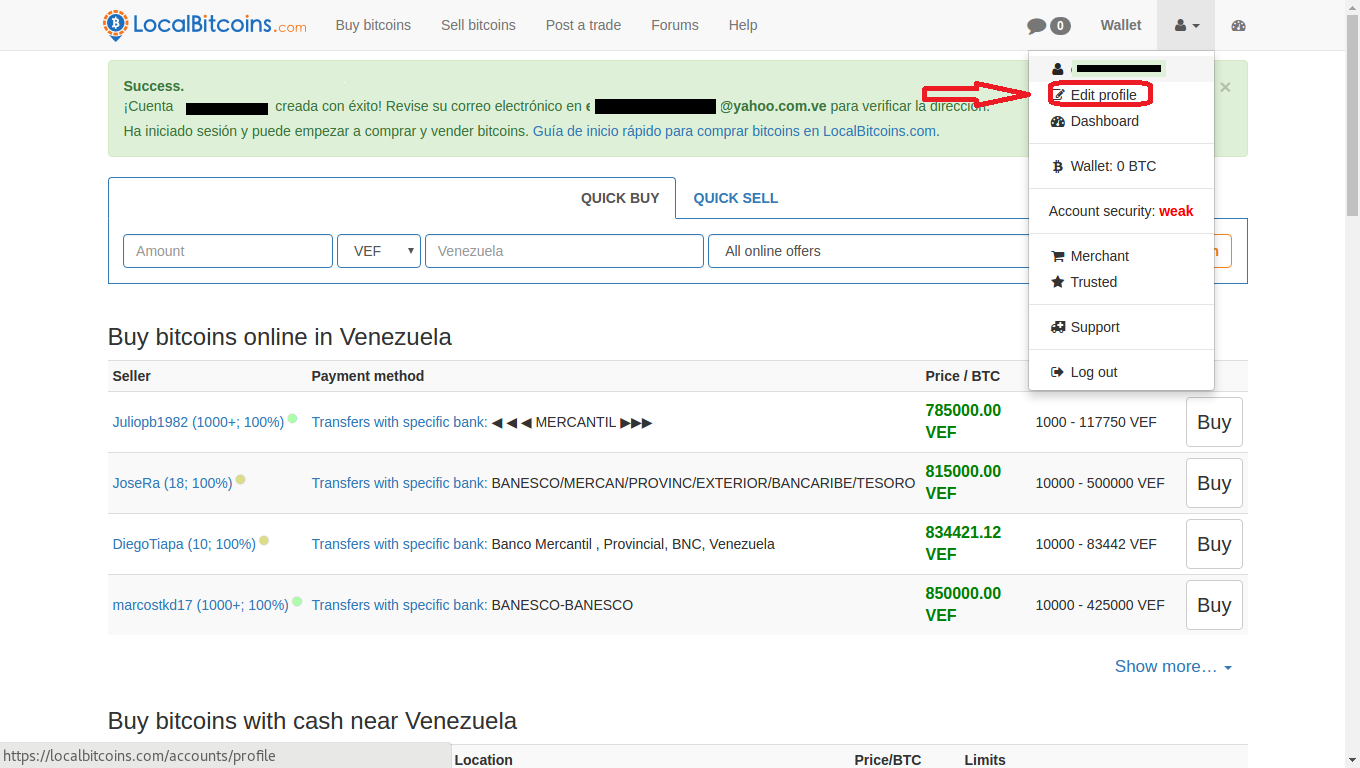 LocalBitcoins.com Buy bitcoins Sell bitcoins Post a trade Forums Help 0 Wallet
Success.
¡Cuenta creada con éxito! Revise su correo electrónico en e @yahoo.com.ve para verificar la dirección.
Ha iniciado sesión y puede empezar a comprar y vender bitcoins. Guía de inicio rápido para comprar bitcoins en LocalBitcoins.com.
×
Edit profile
Dashboard
Wallet: 0 BTC
Account security: weak
Merchant
Trusted
Support
Log out
QUICK BUY QUICK SELL
Amount VEF Venezuela All online offers
Buy bitcoins online in Venezuela
Seller Payment method Price / BTC
Juliopb1982 (1000+; 100%) Transfers with specific bank: ◀ ◀ ◀ MERCANTIL ▶▶▶ 785000.00 VEF 1000 - 117750 VEF Buy
JoseRa (18; 100%) Transfers with specific bank: BANESCO/MERCAN/PROVINC/EXTERIOR/BANCARIBE/TESORO 815000.00 VEF 10000 - 500000 VEF Buy
DiegoTiapa (10; 100%) Transfers with specific bank: Banco Mercantil , Provincial, BNC, Venezuela 834421.12 VEF 10000 - 83442 VEF Buy
marcostkd17 (1000+; 100%) Transfers with specific bank: BANESCO-BANESCO 850000.00 VEF 10000 - 425000 VEF Buy
Show more…
Buy bitcoins with cash near Venezuela
Location Price/BTC Limits
https://localbitcoins.com/accounts/profile